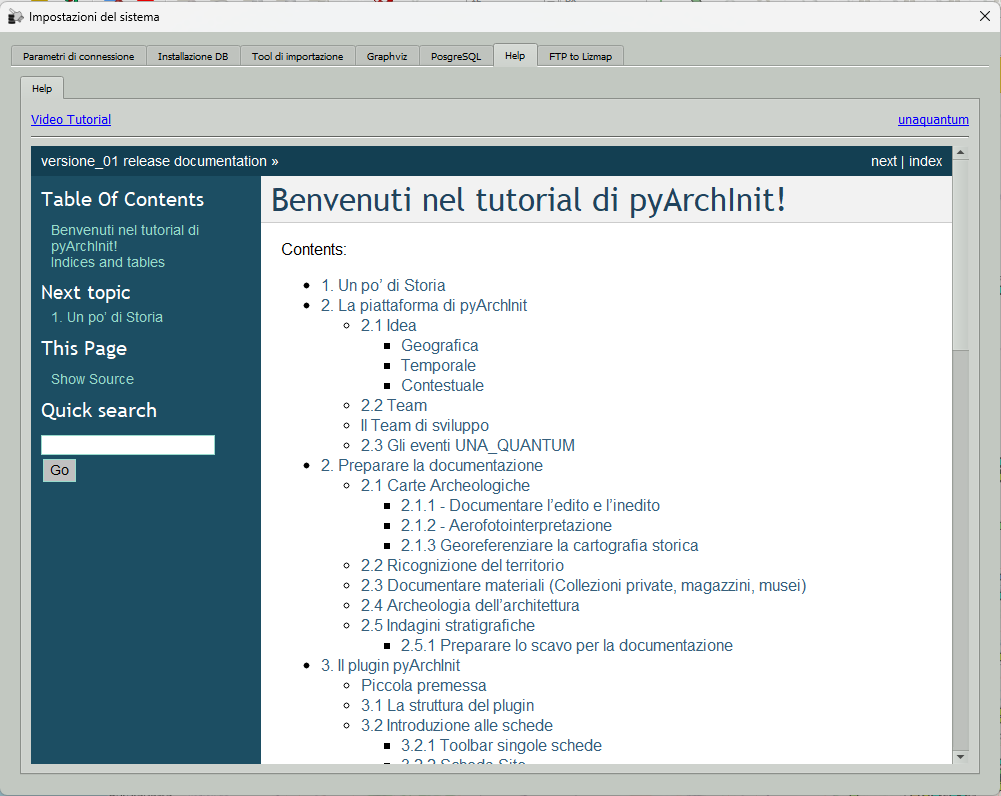 Impostazioni del sistema
Parametri di connessione
Installazione DB
Tool di importazione
Graphviz
PosgreSQL
Help
FTP to Lizmap
Help
Video Tutorial
unaquantum
versione_01 release documentation »
next | index
Table Of Contents
Benvenuti nel tutorial di
pyArchInit!
Indices and tables
Next topic
1. Un po’ di Storia
This Page
Show Source
Quick search
Go
Benvenuti nel tutorial di pyArchInit!
Contents:
1. Un po’ di Storia
2. La piattaforma di pyArchInit
2.1 Idea
Geografica
Temporale
Contestuale
2.2 Team
Il Team di sviluppo
2.3 Gli eventi UNA_QUANTUM
2. Preparare la documentazione
2.1 Carte Archeologiche
2.1.1 - Documentare l’edito e l’inedito
2.1.2 - Aerofotointerpretazione
2.1.3 Georeferenziare la cartografia storica
2.2 Ricognizione del territorio
2.3 Documentare materiali (Collezioni private, magazzini, musei)
2.4 Archeologia dell’architettura
2.5 Indagini stratigrafiche
2.5.1 Preparare lo scavo per la documentazione
3. Il plugin pyArchInit
Piccola premessa
3.1 La struttura del plugin
3.2 Introduzione alle schede
3.2.1 Toolbar singole schede
3.2.2 Scheda Sito